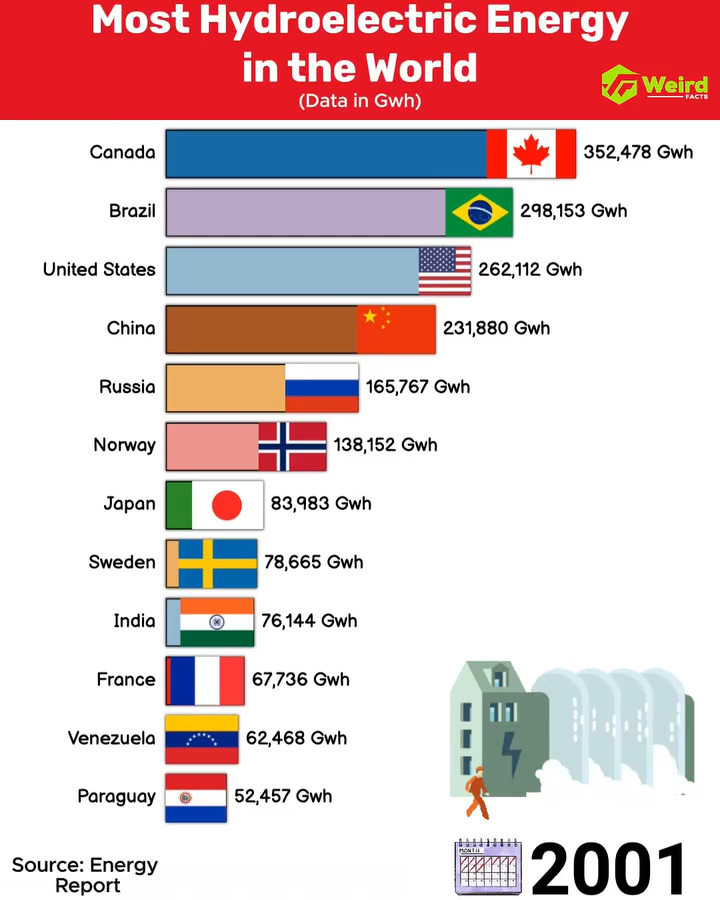 Most Hydroelectric Energy
in the World
(Data in Gwh)
Weird
FACTS
Canada 352,478 Gwh
Brazil 298,153 Gwh
United States 262,112 Gwh
China 231,880 Gwh
Russia 165,767 Gwh
Norway 138,152 Gwh
Japan 83,983 Gwh
Sweden 78,665 Gwh
India 76,144 Gwh
France 67,736 Gwh
Venezuela 62,468 Gwh
Paraguay 52,457 Gwh
Source: Energy
Report
MONTH
2001